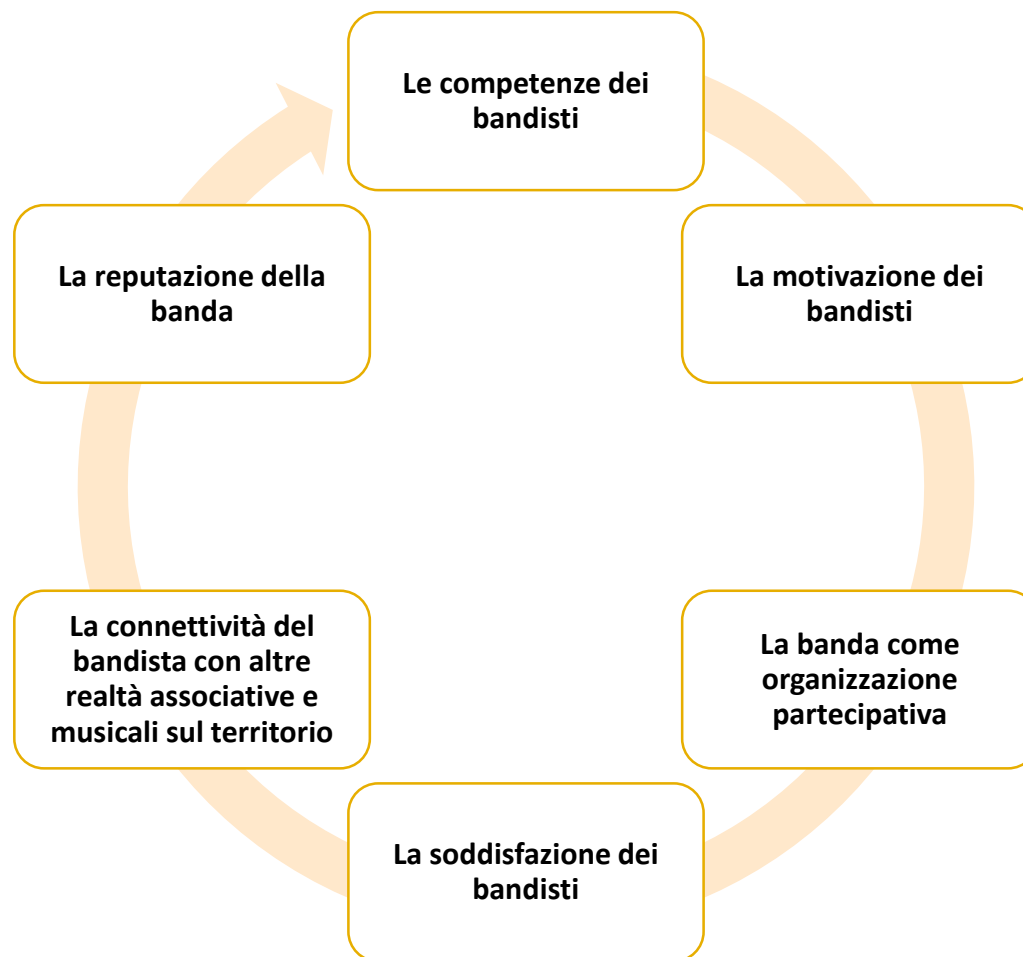 Le competenze dei
bandisti
La motivazione dei
bandisti
La banda come
organizzazione
partecipativa
La soddisfazione dei
bandisti
La connettività del
bandista con altre
realtà associative e
musicali sul territorio
La reputazione della
banda